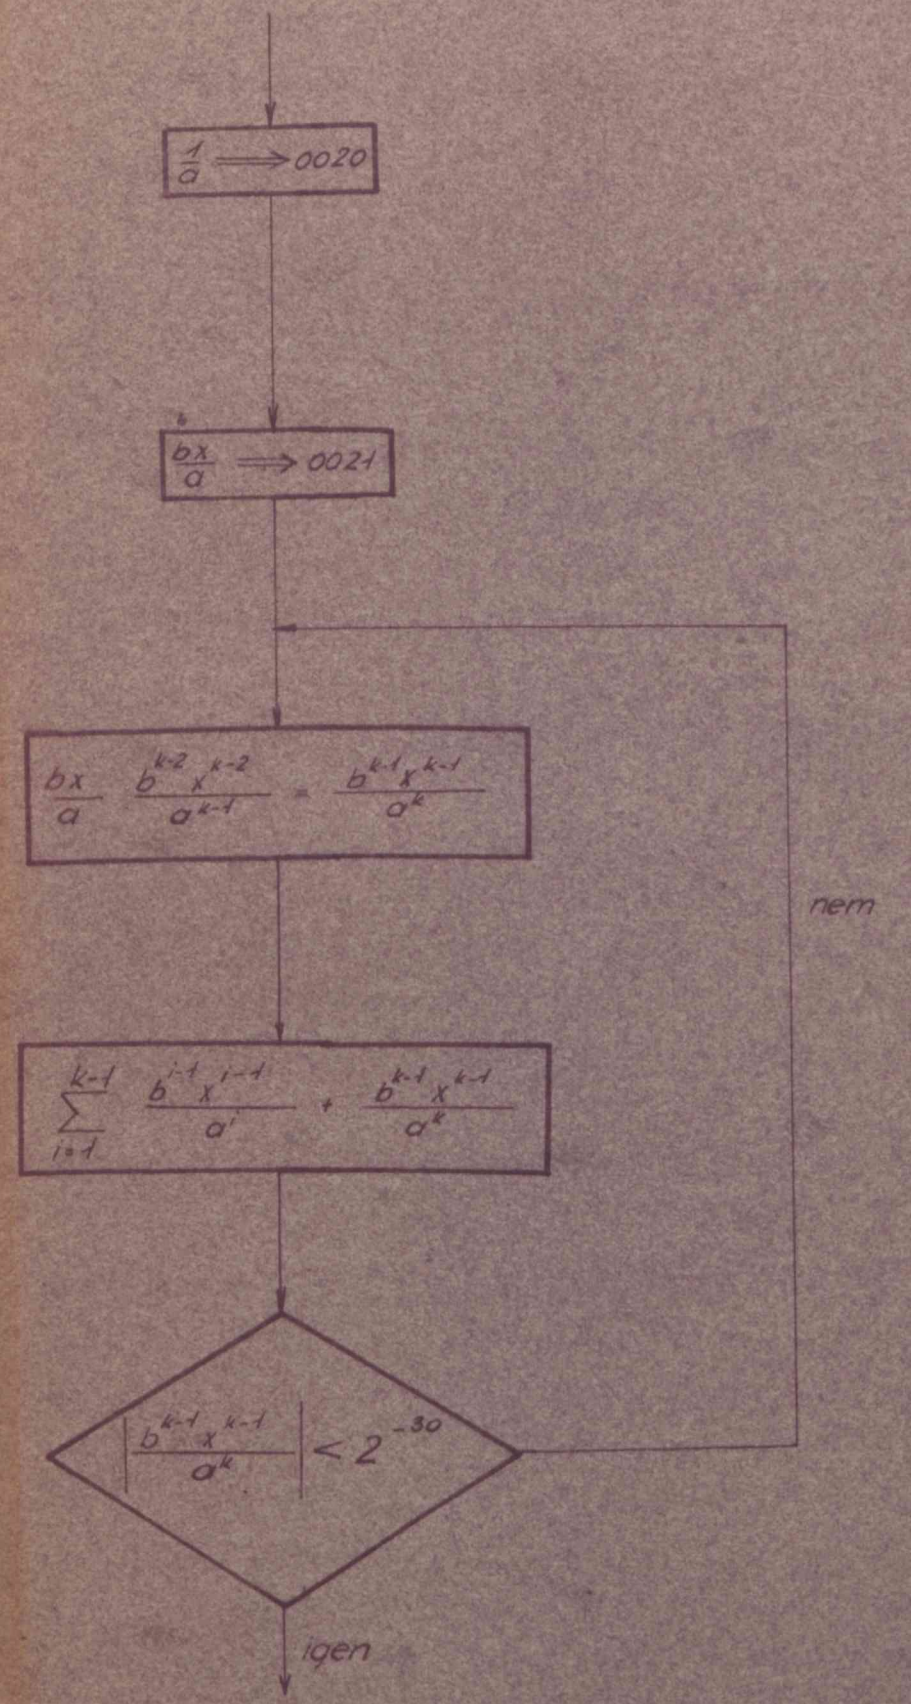 1/a ⟹ 0020
bx/a ⟹ 0021
bx/a b^{k-2} x^{k-2}/a^{k-1} = b^{k-1} x^{k-1}/a^k
nem
∑_{i=1}^{k-1} b^{i-1} x^{i-1}/a^i + b^{k-1} x^{k-1}/a^k
|b^{k-1} x^{k-1}/a^k| < 2^{-30}
igen